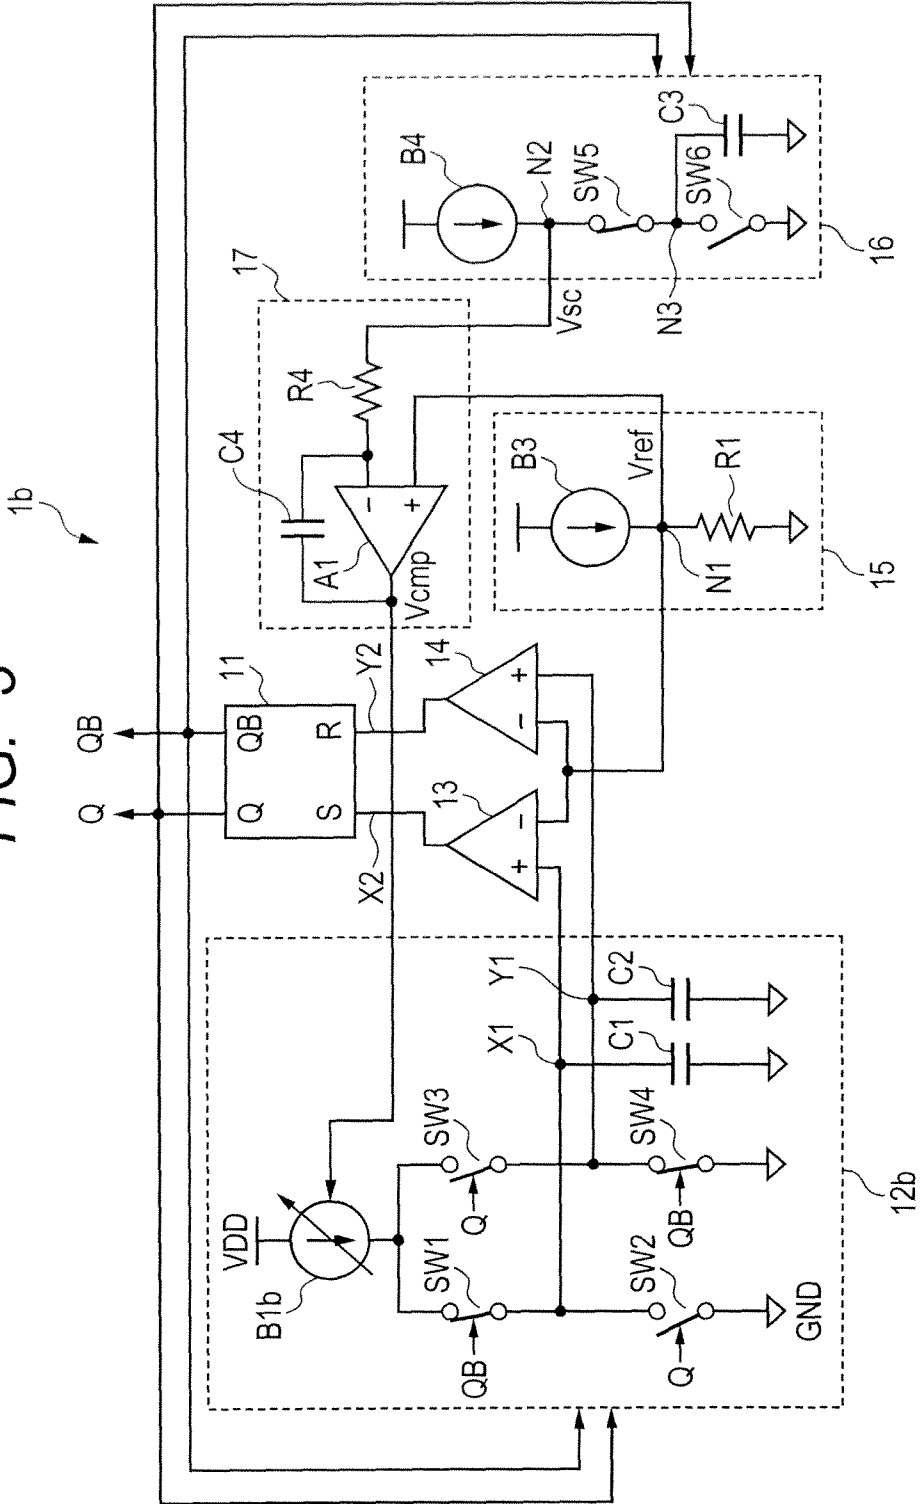 1b
Q
QB
11
Q
QB
S
R
X2
Y2
13
14
+
−
−
+
17
C4
R4
A1
−
+
Vcmp
B4
N2
Vsc
SW5
N3
SW6
C3
16
B3
Vref
N1
R1
15
VDD
B1b
SW1
SW3
QB
Q
X1
Y1
SW2
SW4
Q
QB
C1
C2
GND
12b